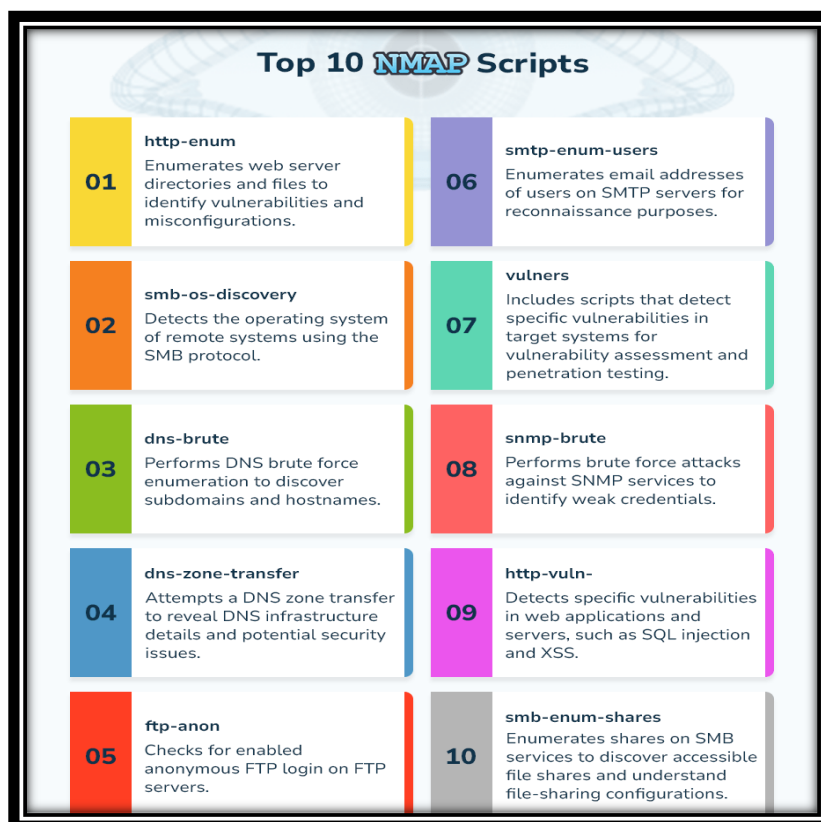 Top 10 NMAP Scripts
01
http-enum
Enumerates web server
directories and files to
identify vulnerabilities and
misconfigurations.
02
smb-os-discovery
Detects the operating system
of remote systems using the
SMB protocol.
03
dns-brute
Performs DNS brute force
enumeration to discover
subdomains and hostnames.
04
dns-zone-transfer
Attempts a DNS zone transfer
to reveal DNS infrastructure
details and potential security
issues.
05
ftp-anon
Checks for enabled
anonymous FTP login on FTP
servers.
06
smtp-enum-users
Enumerates email addresses
of users on SMTP servers for
reconnaissance purposes.
07
vulners
Includes scripts that detect
specific vulnerabilities in
target systems for
vulnerability assessment and
penetration testing.
08
snmp-brute
Performs brute force attacks
against SNMP services to
identify weak credentials.
09
http-vuln-
Detects specific vulnerabilities
in web applications and
servers, such as SQL injection
and XSS.
10
smb-enum-shares
Enumerates shares on SMB
services to discover accessible
file shares and understand
file-sharing configurations.